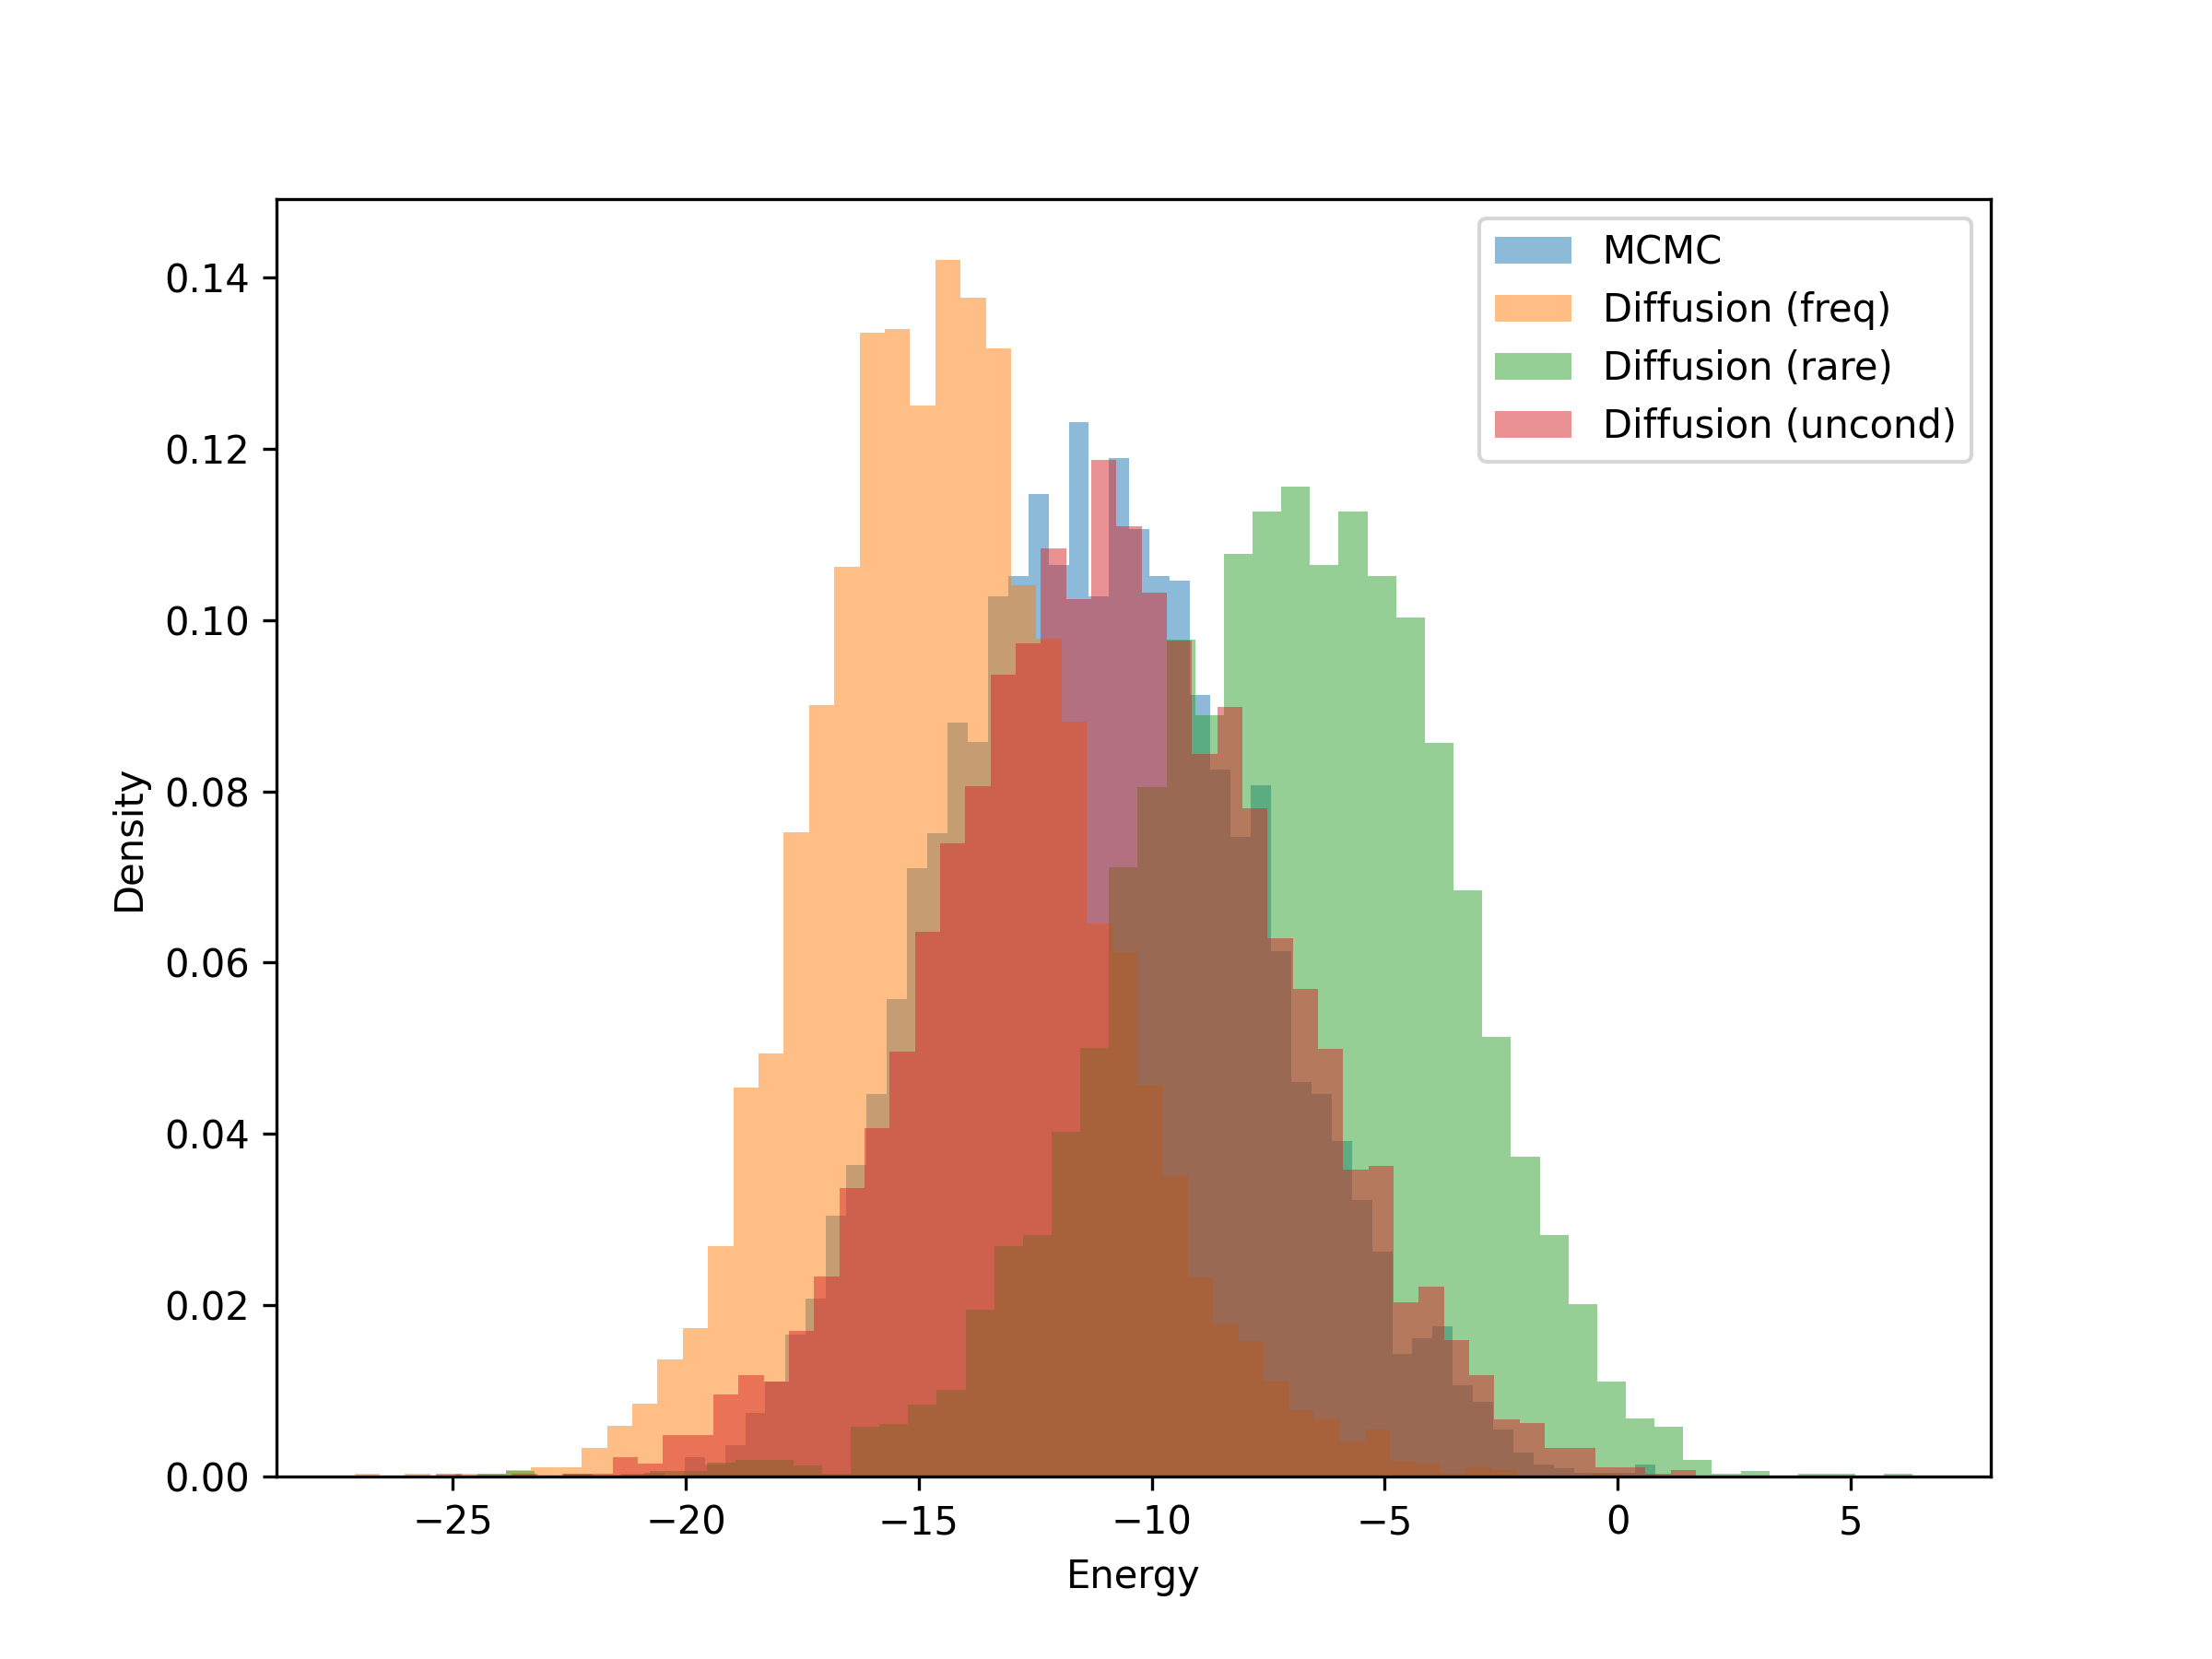 MCMC
Diffusion (freq)
Diffusion (rare)
Diffusion (uncond)
0.14
0.12
0.10
0.08
0.06
0.04
0.02
0.00
Density
−25 −20 −15 −10 −5 0 5
Energy